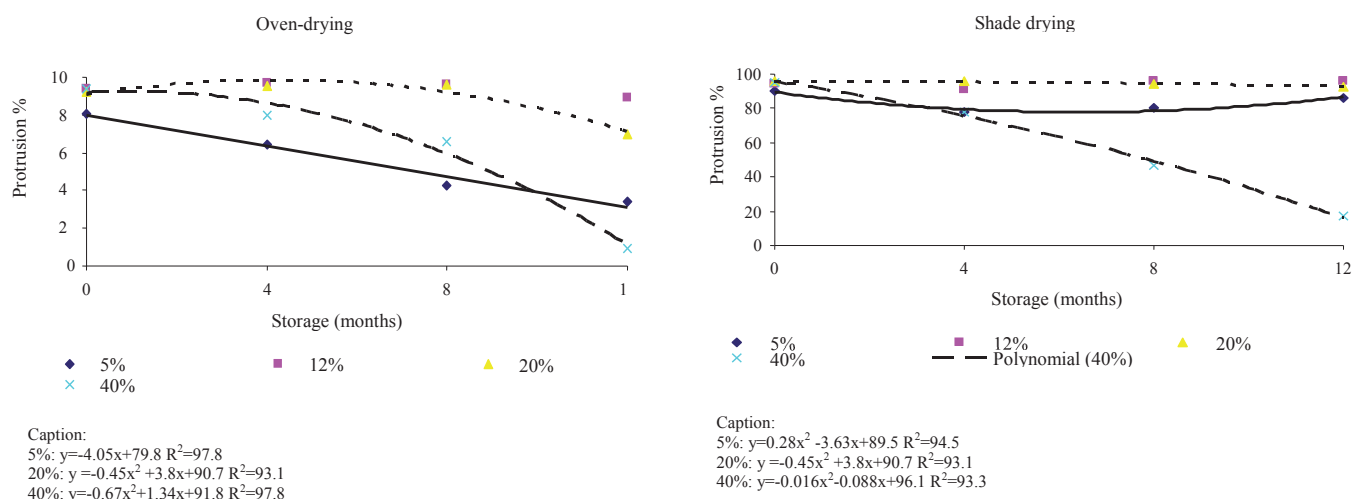 Oven-drying
Protrusion %
10
8
6
4
2
0
0 4 8 1
Storage (months)
5% 12% 20%
40%
Caption:
5%: y=-4.05x+79.8 R²=97.8
20%: y =-0.45x² +3.8x+90.7 R²=93.1
40%: y=-0.67x²+1.34x+91.8 R²=97.8
Shade drying
Protrusion %
100
80
60
40
20
0
0 4 8 12
Storage (months)
5% 12% 20%
40% Polynomial (40%)
Caption:
5%: y=0.28x² -3.63x+89.5 R²=94.5
20%: y =-0.45x² +3.8x+90.7 R²=93.1
40%: y=-0.016x²-0.088x+96.1 R²=93.3